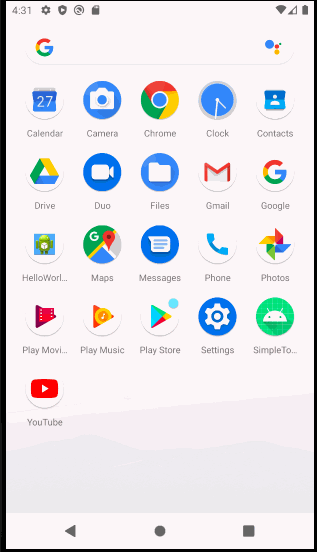 4:31
27
Calendar
Camera
Chrome
Clock
Contacts
Drive
Duo
Files
Gmail
Google
HelloWorl...
Maps
Messages
Phone
Photos
Play Movi...
Play Music
Play Store
Settings
SimpleTo...
YouTube